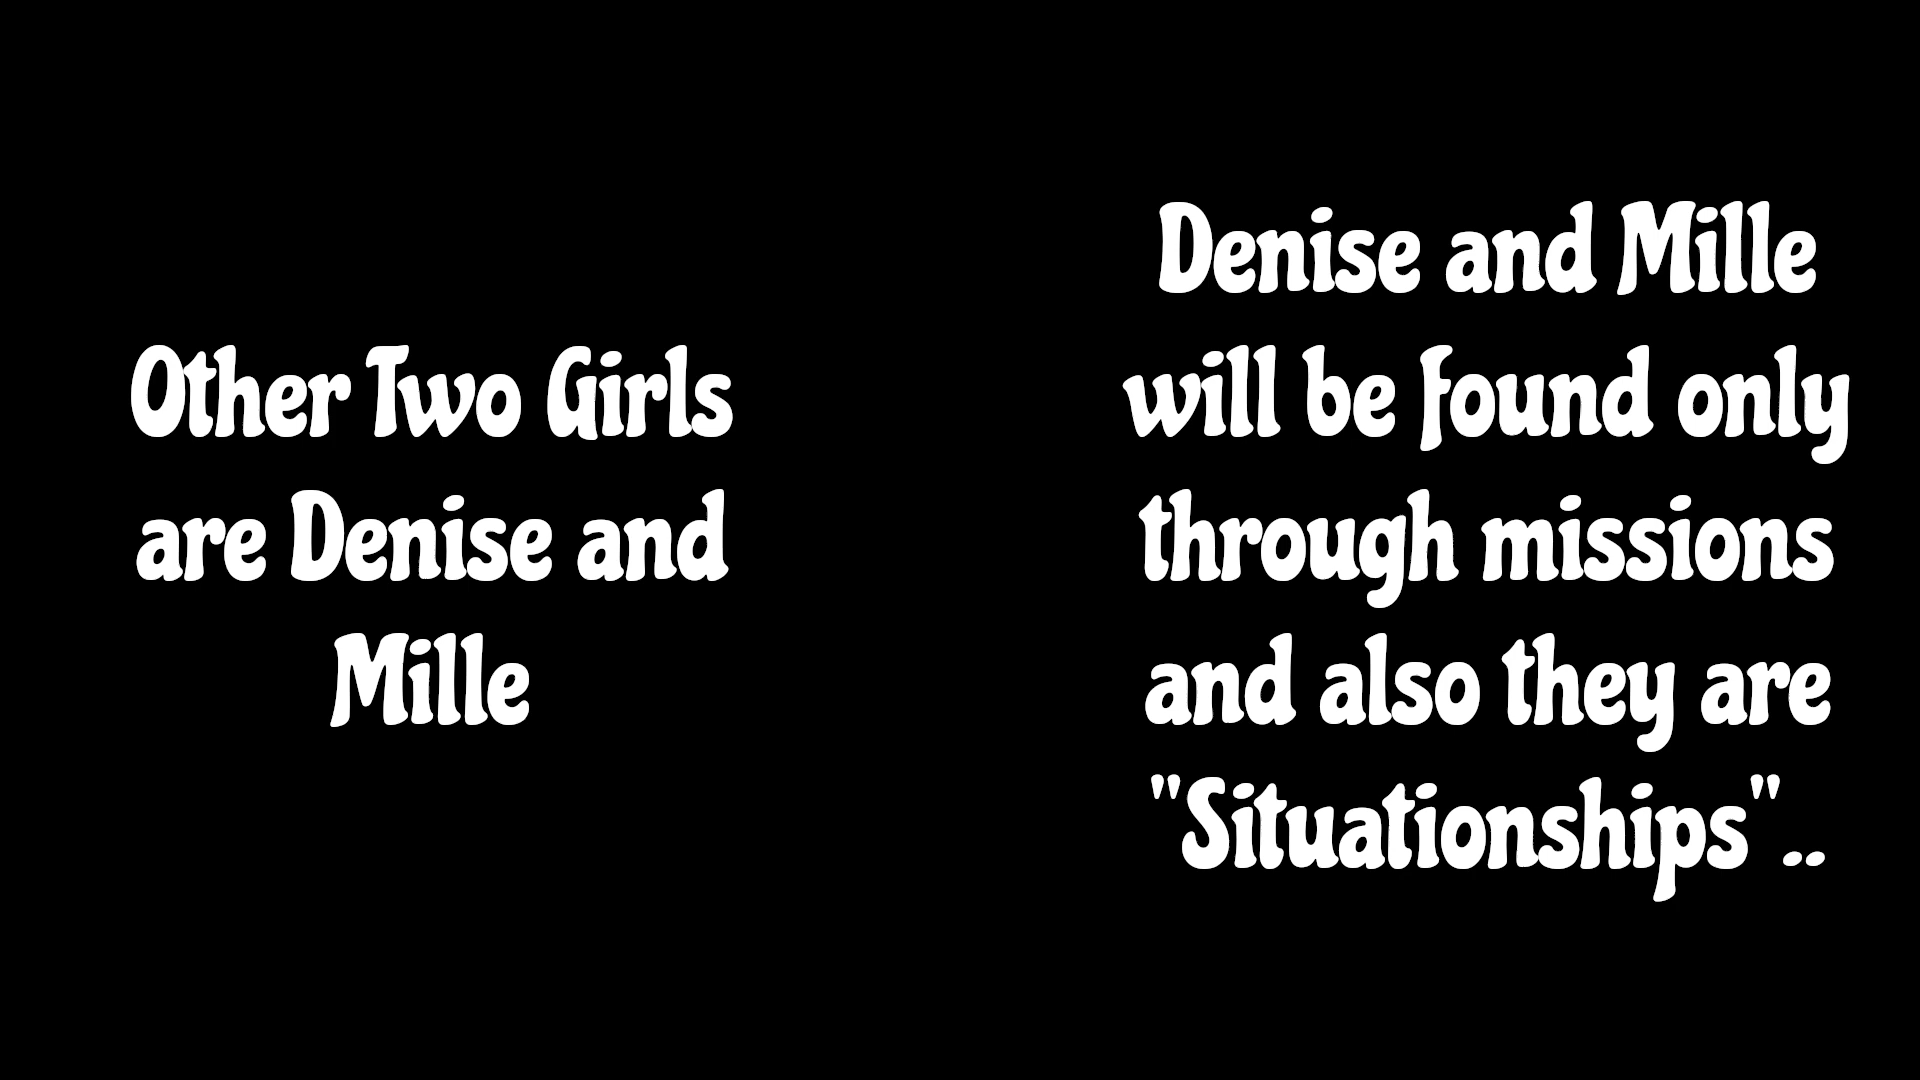 Other Two Girls
are Denise and
Mille
Denise and Mille
will be found only
through missions
and also they are
"Situationships"..